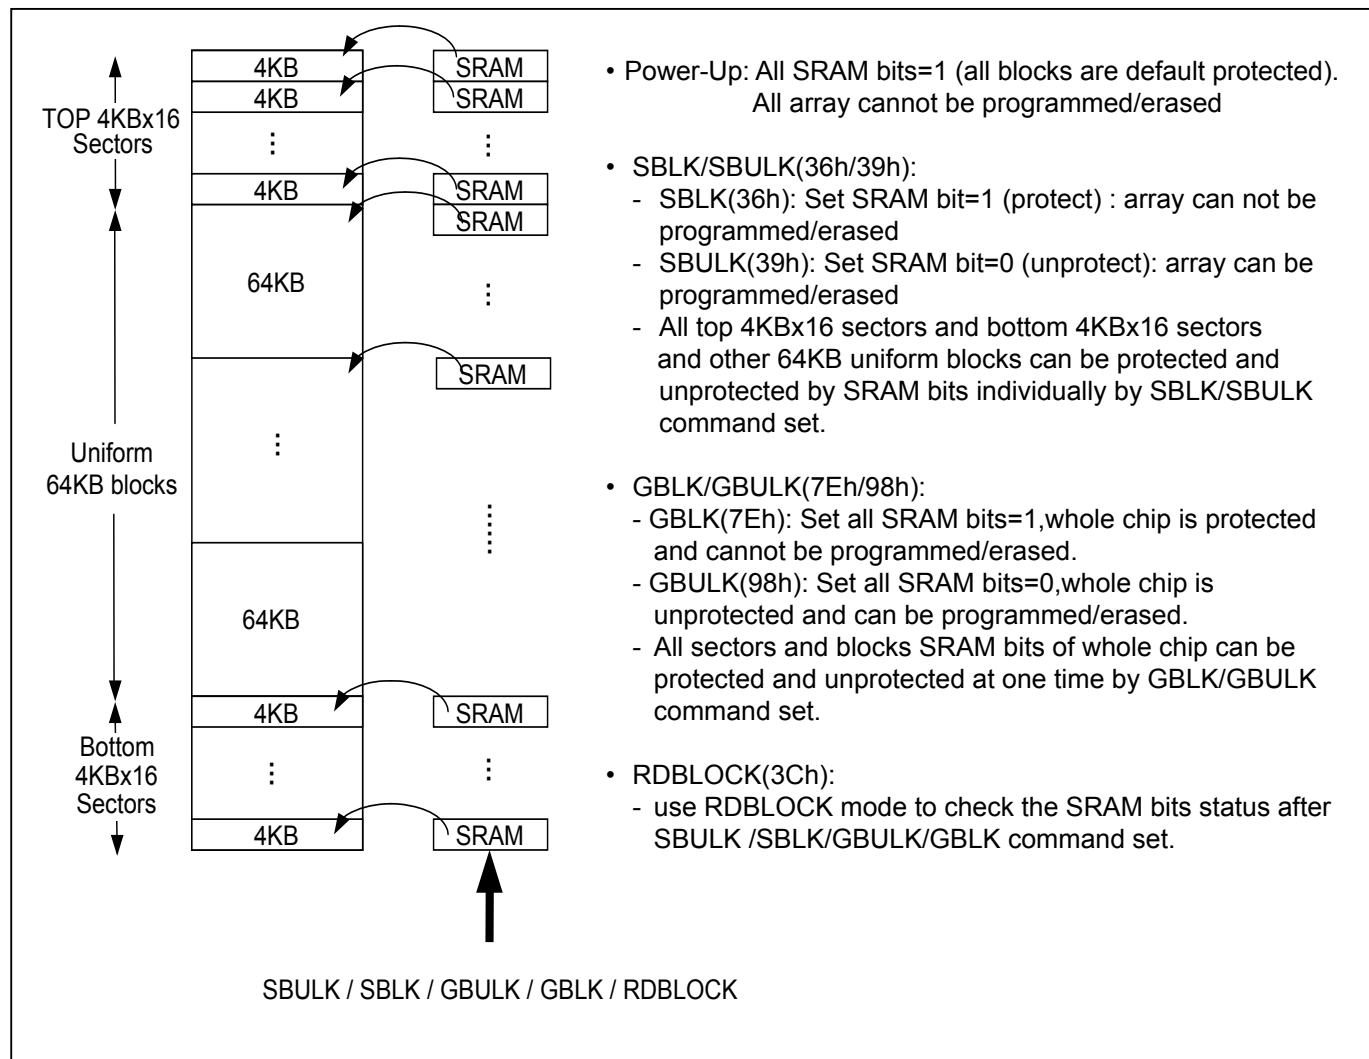 4KB
SRAM
4KB
SRAM
TOP 4KBx16
Sectors
4KB
SRAM
SRAM
64KB
SRAM
Uniform
64KB blocks
64KB
4KB
SRAM
Bottom
4KBx16
Sectors
4KB
SRAM
SBULK / SBLK / GBULK / GBLK / RDBLOCK
• Power-Up: All SRAM bits=1 (all blocks are default protected).
All array cannot be programmed/erased
• SBLK/SBULK(36h/39h):
- SBLK(36h): Set SRAM bit=1 (protect) : array can not be
programmed/erased
- SBULK(39h): Set SRAM bit=0 (unprotect): array can be
programmed/erased
- All top 4KBx16 sectors and bottom 4KBx16 sectors
and other 64KB uniform blocks can be protected and
unprotected by SRAM bits individually by SBLK/SBULK
command set.
• GBLK/GBULK(7Eh/98h):
- GBLK(7Eh): Set all SRAM bits=1,whole chip is protected
and cannot be programmed/erased.
- GBULK(98h): Set all SRAM bits=0,whole chip is
unprotected and can be programmed/erased.
- All sectors and blocks SRAM bits of whole chip can be
protected and unprotected at one time by GBLK/GBULK
command set.
• RDBLOCK(3Ch):
- use RDBLOCK mode to check the SRAM bits status after
SBULK /SBLK/GBULK/GBLK command set.